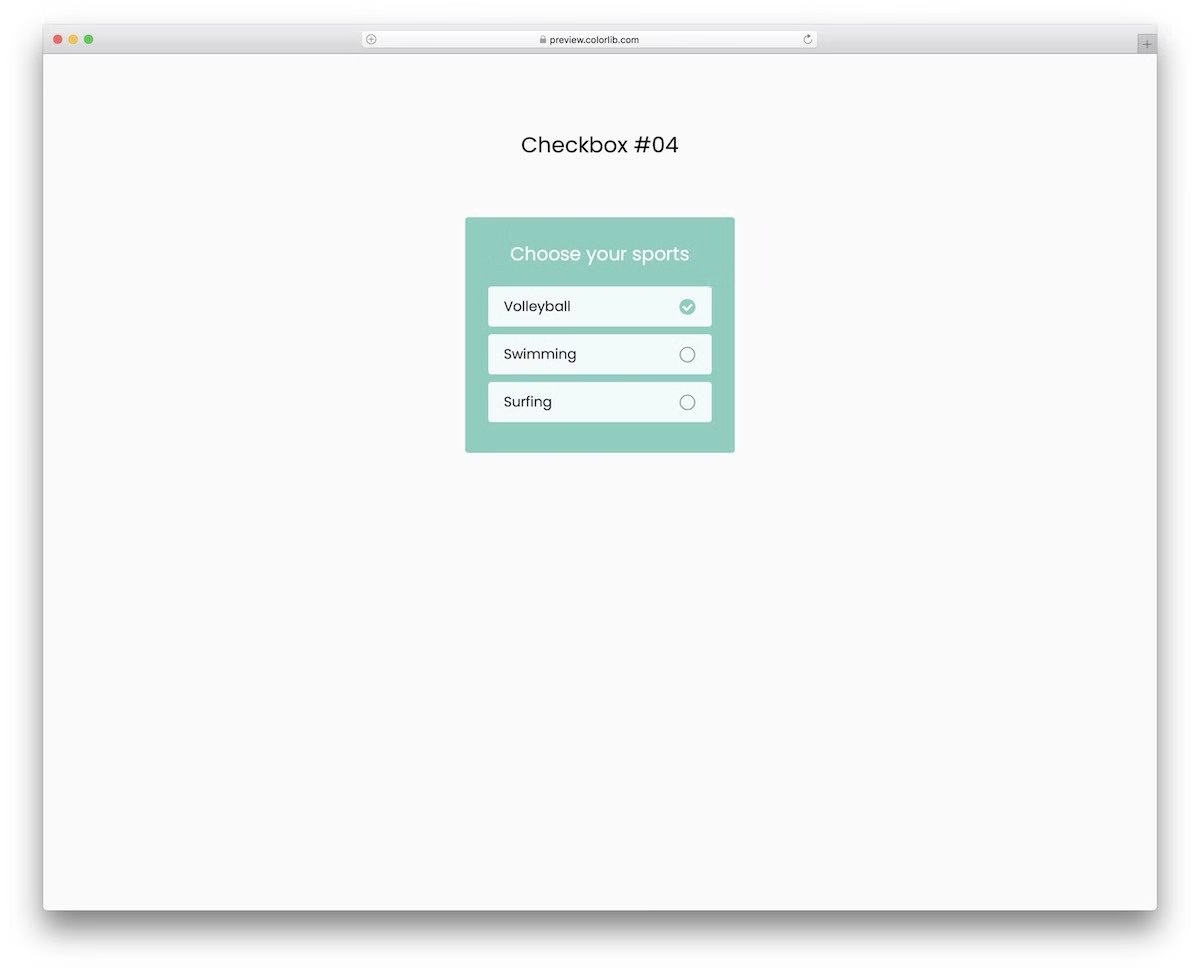 preview.colorlib.com
Checkbox #04
Choose your sports
Volleyball
Swimming
Surfing